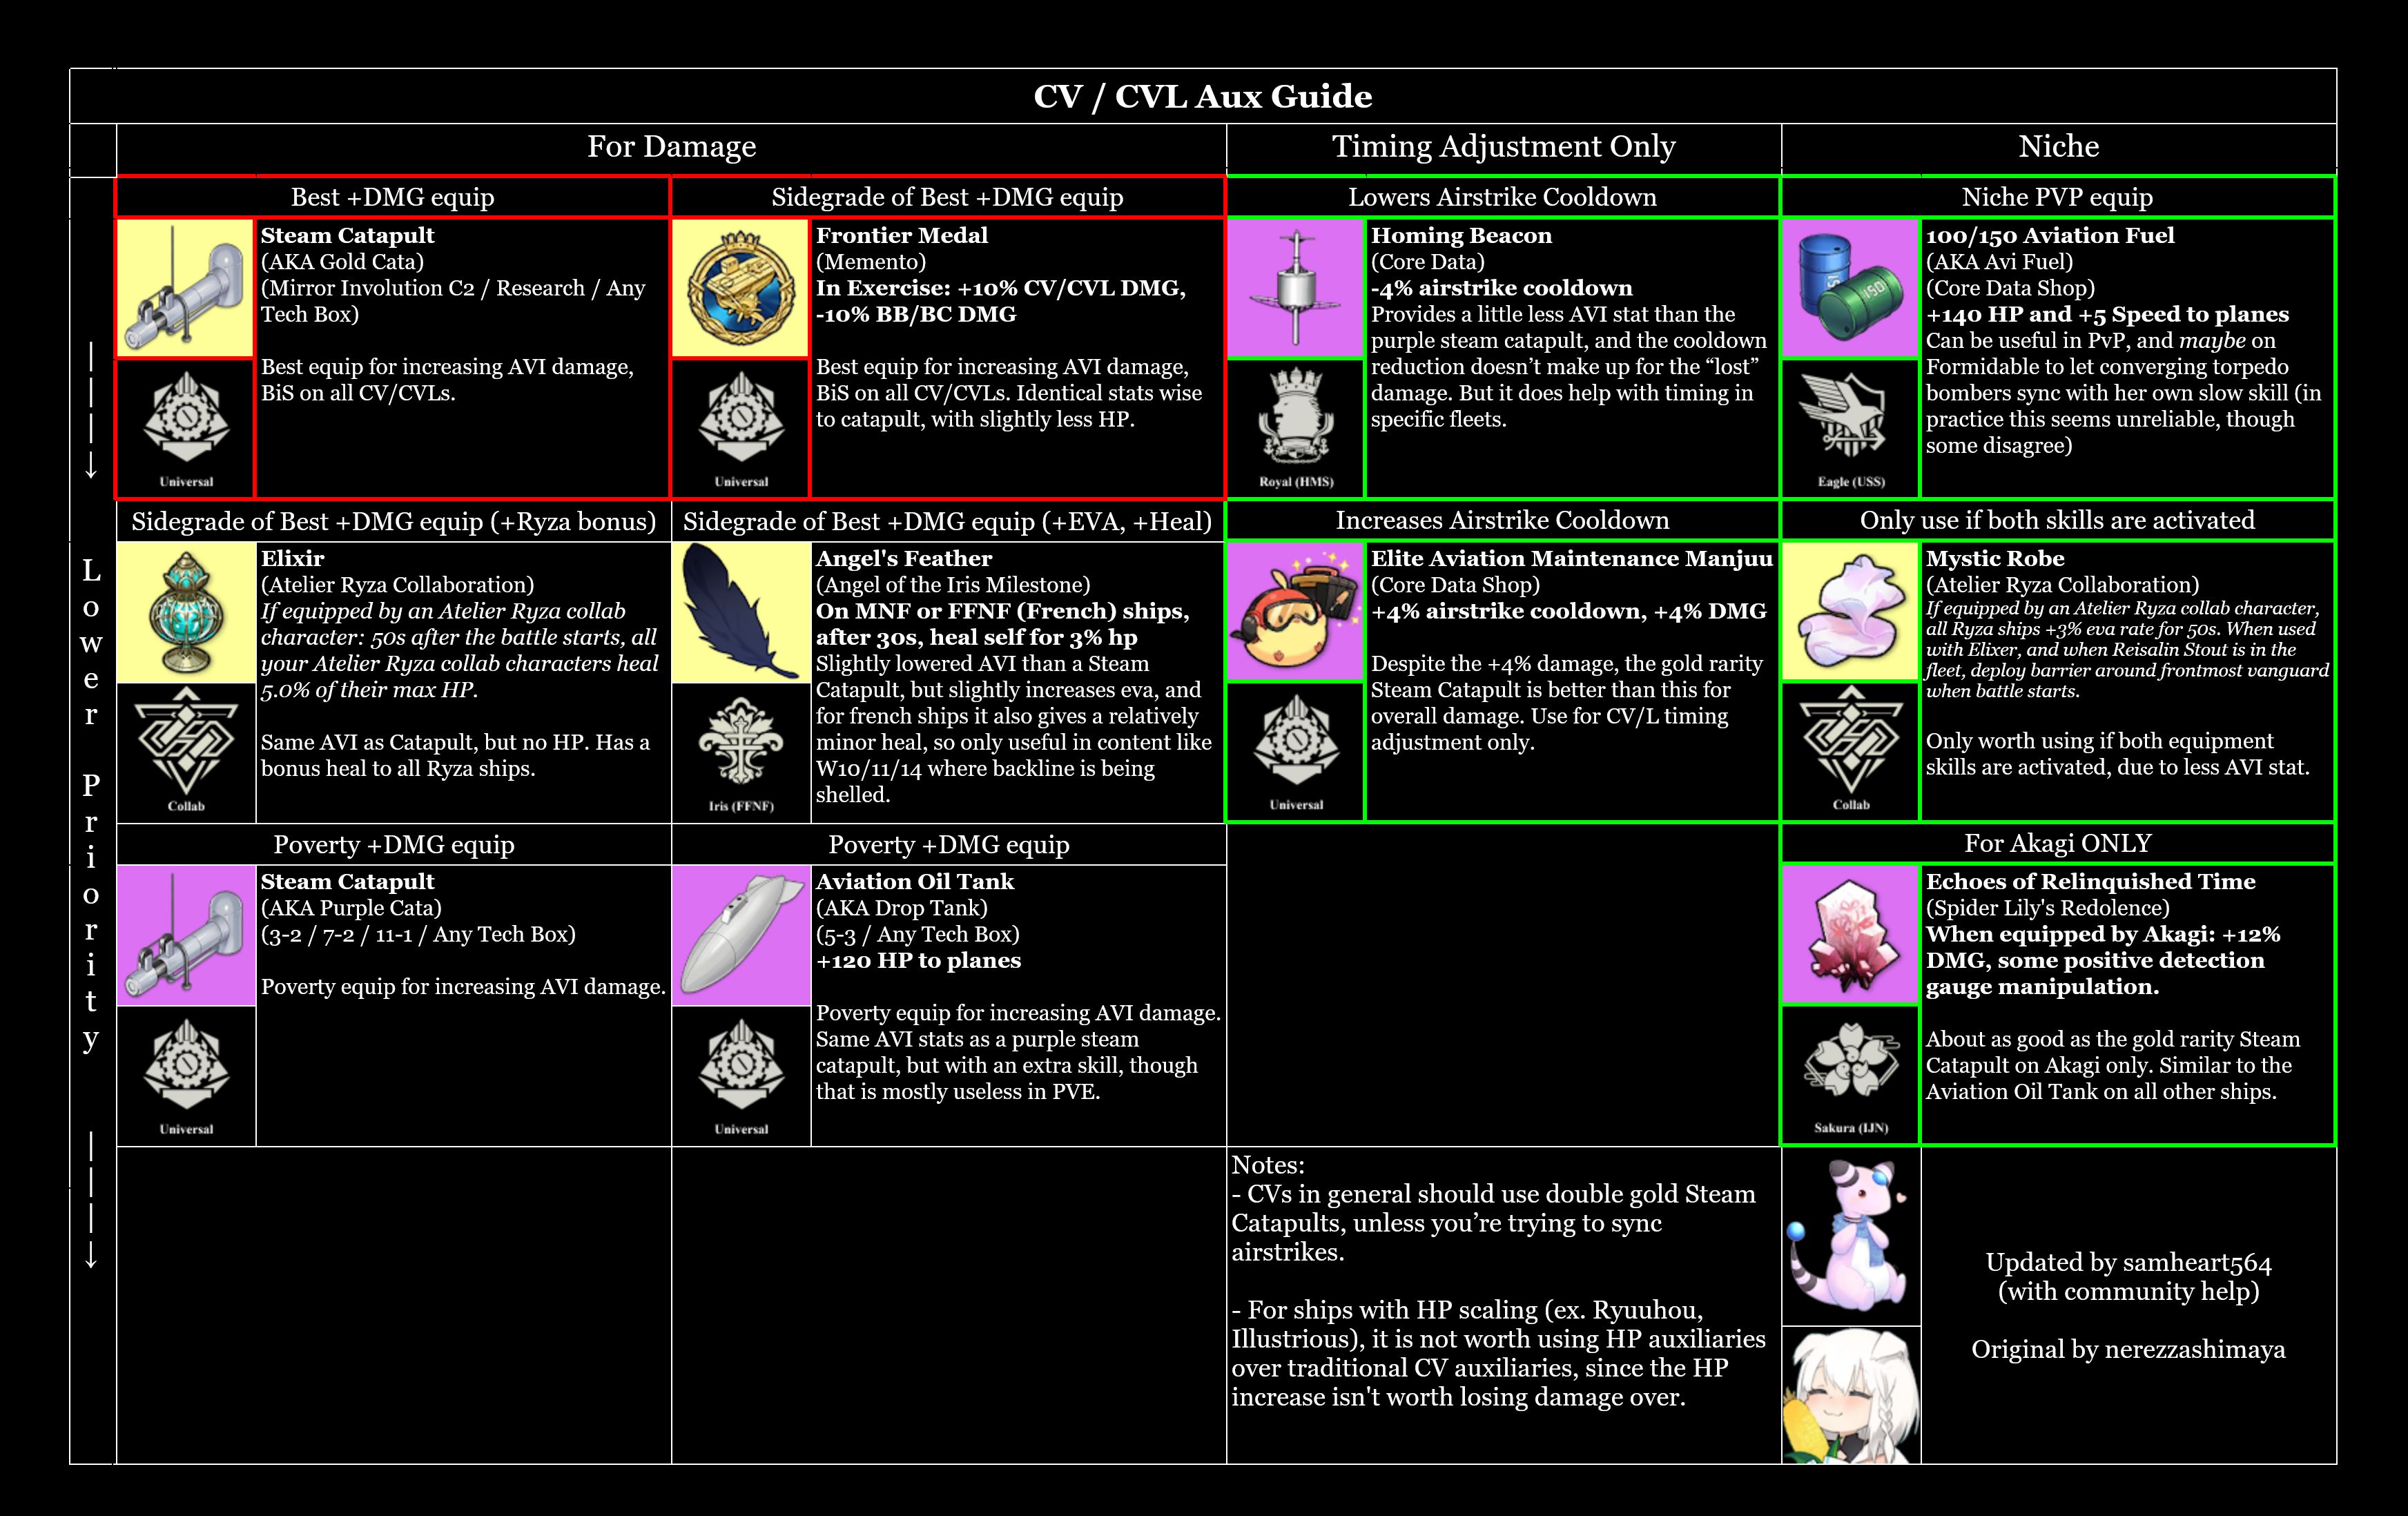 CV / CVL Aux Guide
For Damage
Timing Adjustment Only
Niche
Lower Priority
Best +DMG equip
Steam Catapult
(AKA Gold Cata)
(Mirror Involution C2 / Research / Any
Tech Box)
Best equip for increasing AVI damage,
BiS on all CV/CVLs.
Universal
Sidegrade of Best +DMG equip
Frontier Medal
(Memento)
In Exercise: +10% CV/CVL DMG,
-10% BB/BC DMG
Best equip for increasing AVI damage,
BiS on all CV/CVLs. Identical stats wise
to catapult, with slightly less HP.
Universal
Lowers Airstrike Cooldown
Homing Beacon
(Core Data)
-4% airstrike cooldown
Provides a little less AVI stat than the
purple steam catapult, and the cooldown
reduction doesn’t make up for the “lost”
damage. But it does help with timing in
specific fleets.
Royal (HMS)
Niche PVP equip
100/150 Aviation Fuel
(AKA Avi Fuel)
(Core Data Shop)
+140 HP and +5 Speed to planes
Can be useful in PvP, and maybe on
Formidable to let converging torpedo
bombers sync with her own slow skill (in
practice this seems unreliable, though
some disagree)
150
Eagle (USS)
Sidegrade of Best +DMG equip (+Ryza bonus)
Elixir
(Atelier Ryza Collaboration)
If equipped by an Atelier Ryza collab
character: 50s after the battle starts, all
your Atelier Ryza collab characters heal
5.0% of their max HP.
Same AVI as Catapult, but no HP. Has a
bonus heal to all Ryza ships.
Collab
Sidegrade of Best +DMG equip (+EVA, +Heal)
Angel's Feather
(Angel of the Iris Milestone)
On MNF or FFNF (French) ships,
after 30s, heal self for 3% hp
Slightly lowered AVI than a Steam
Catapult, but slightly increases eva, and
for french ships it also gives a relatively
minor heal, so only useful in content like
W10/11/14 where backline is being
shelled.
Iris (FFNF)
Increases Airstrike Cooldown
Elite Aviation Maintenance Manjuu
(Core Data Shop)
+4% airstrike cooldown, +4% DMG
Despite the +4% damage, the gold rarity
Steam Catapult is better than this for
overall damage. Use for CV/L timing
adjustment only.
Universal
Only use if both skills are activated
Mystic Robe
(Atelier Ryza Collaboration)
If equipped by an Atelier Ryza collab character,
all Ryza ships +3% eva rate for 50s. When used
with Elixer, and when Reisalin Stout is in the
fleet, deploy barrier around frontmost vanguard
when battle starts.
Only worth using if both equipment
skills are activated, due to less AVI stat.
Collab
Poverty +DMG equip
Steam Catapult
(AKA Purple Cata)
(3-2 / 7-2 / 11-1 / Any Tech Box)
Poverty equip for increasing AVI damage.
Universal
Poverty +DMG equip
Aviation Oil Tank
(AKA Drop Tank)
(5-3 / Any Tech Box)
+120 HP to planes
Poverty equip for increasing AVI damage.
Same AVI stats as a purple steam
catapult, but with an extra skill, though
that is mostly useless in PVE.
Universal
For Akagi ONLY
Echoes of Relinquished Time
(Spider Lily's Redolence)
When equipped by Akagi: +12%
DMG, some positive detection
gauge manipulation.
About as good as the gold rarity Steam
Catapult on Akagi only. Similar to the
Aviation Oil Tank on all other ships.
Sakura (IJN)
Notes:
- CVs in general should use double gold Steam
Catapults, unless you’re trying to sync
airstrikes.
- For ships with HP scaling (ex. Ryuuhou,
Illustrious), it is not worth using HP auxiliaries
over traditional CV auxiliaries, since the HP
increase isn't worth losing damage over.
Updated by samheart564
(with community help)
Original by nerezzashimaya